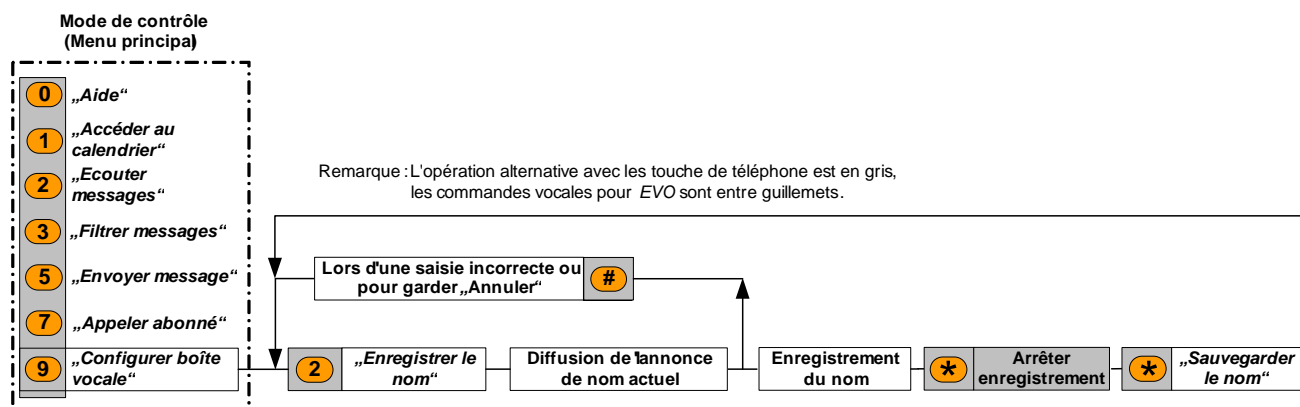 Mode de contrôle
(Menu principal)
0 „Aide“
1 „Accéder au
calendrier“
2 „Ecouter
messages“
3 „Filtrer messages“
5 „Envoyer message“
7 „Appeler abonné“
9 „Configurer boîte
vocale“
Remarque : L'opération alternative avec les touche de téléphone est en gris,
les commandes vocales pour EVO sont entre guillemets.
Lors d'une saisie incorrecte ou
pour garder „Annuler“ #
2 „Enregistrer le
nom“
Diffusion de l'annonce
de nom actuel
Enregistrement
du nom
* Arrêter
enregistrement
* „Sauvegarder
le nom“